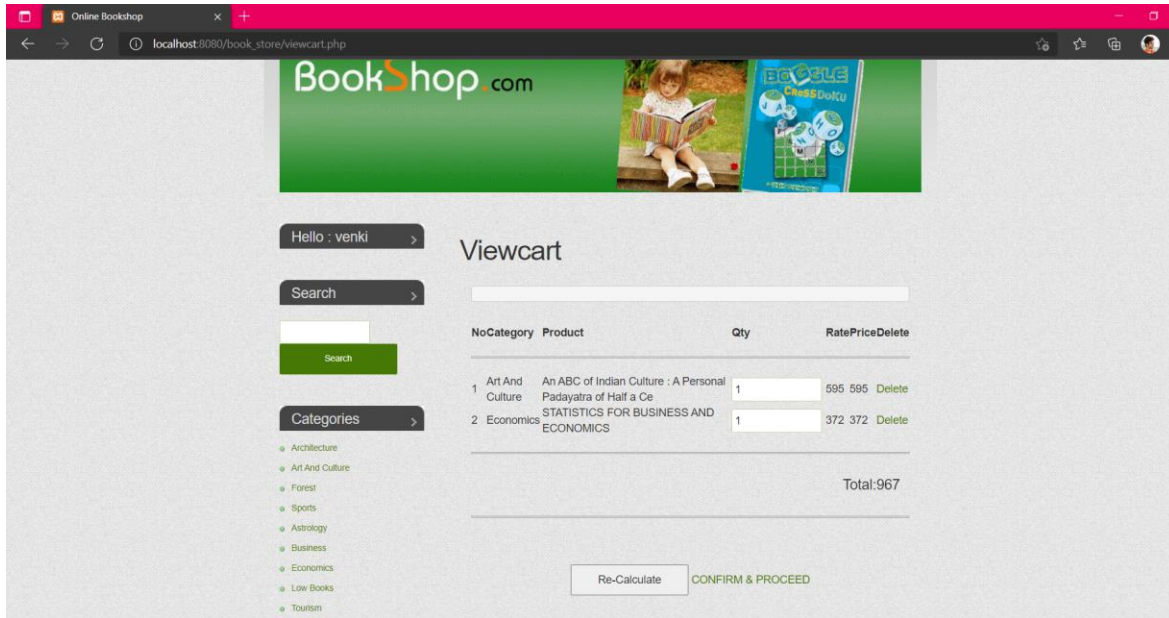 Online Bookshop
localhost:8080/book_store/viewcart.php
BookShop.com
BOGGLE
CROSSDOKU
Hello : venki
Viewcart
Search
NoCategory Product Qty RatePriceDelete
Search
1 Art And Culture An ABC of Indian Culture : A Personal Padayatra of Half a Ce 1 595 595 Delete
2 Economics STATISTICS FOR BUSINESS AND ECONOMICS 1 372 372 Delete
Categories
Architecture
Art And Culture
Forest
Sports
Astrology
Business
Economics
Low Books
Tourism
Total:967
Re-Calculate CONFIRM & PROCEED